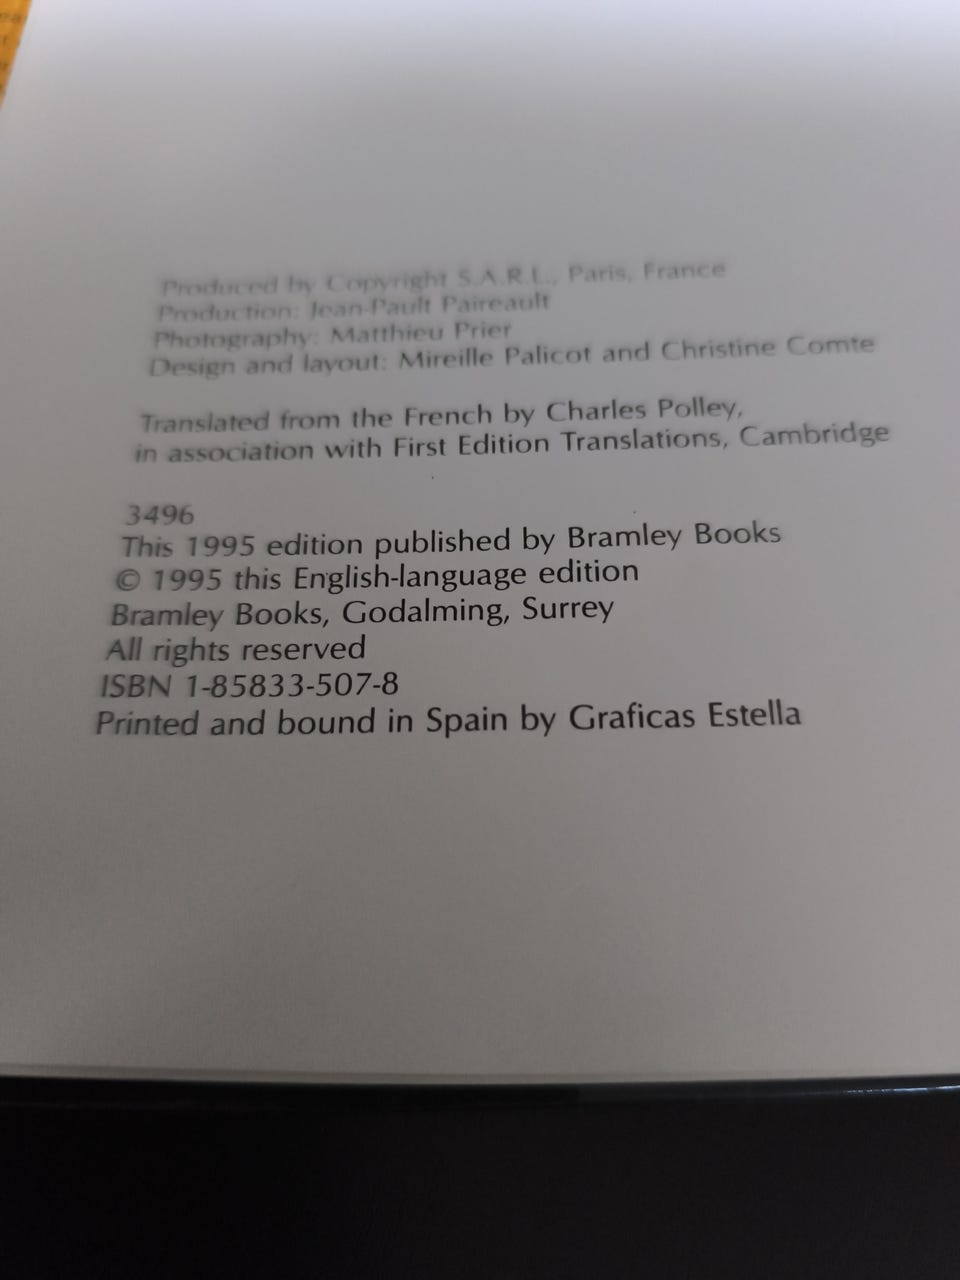 Produced by Copyright S.A.R.L., Paris, France
Production: Jean-Pault Paireault
Photography: Matthieu Prier
Design and layout: Mireille Palicot and Christine Comte
Translated from the French by Charles Polley,
in association with First Edition Translations, Cambridge
3496
This 1995 edition published by Bramley Books
© 1995 this English-language edition
Bramley Books, Godalming, Surrey
All rights reserved
ISBN 1-85833-507-8
Printed and bound in Spain by Graficas Estella